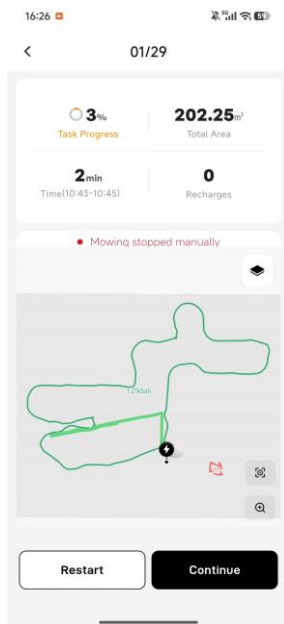 16:26
5G
01/29
3%
Task Progress
202.25m²
Total Area
2min
Time(10:43-10:45)
0
Recharges
Mowing stopped manually
Restart
Continue